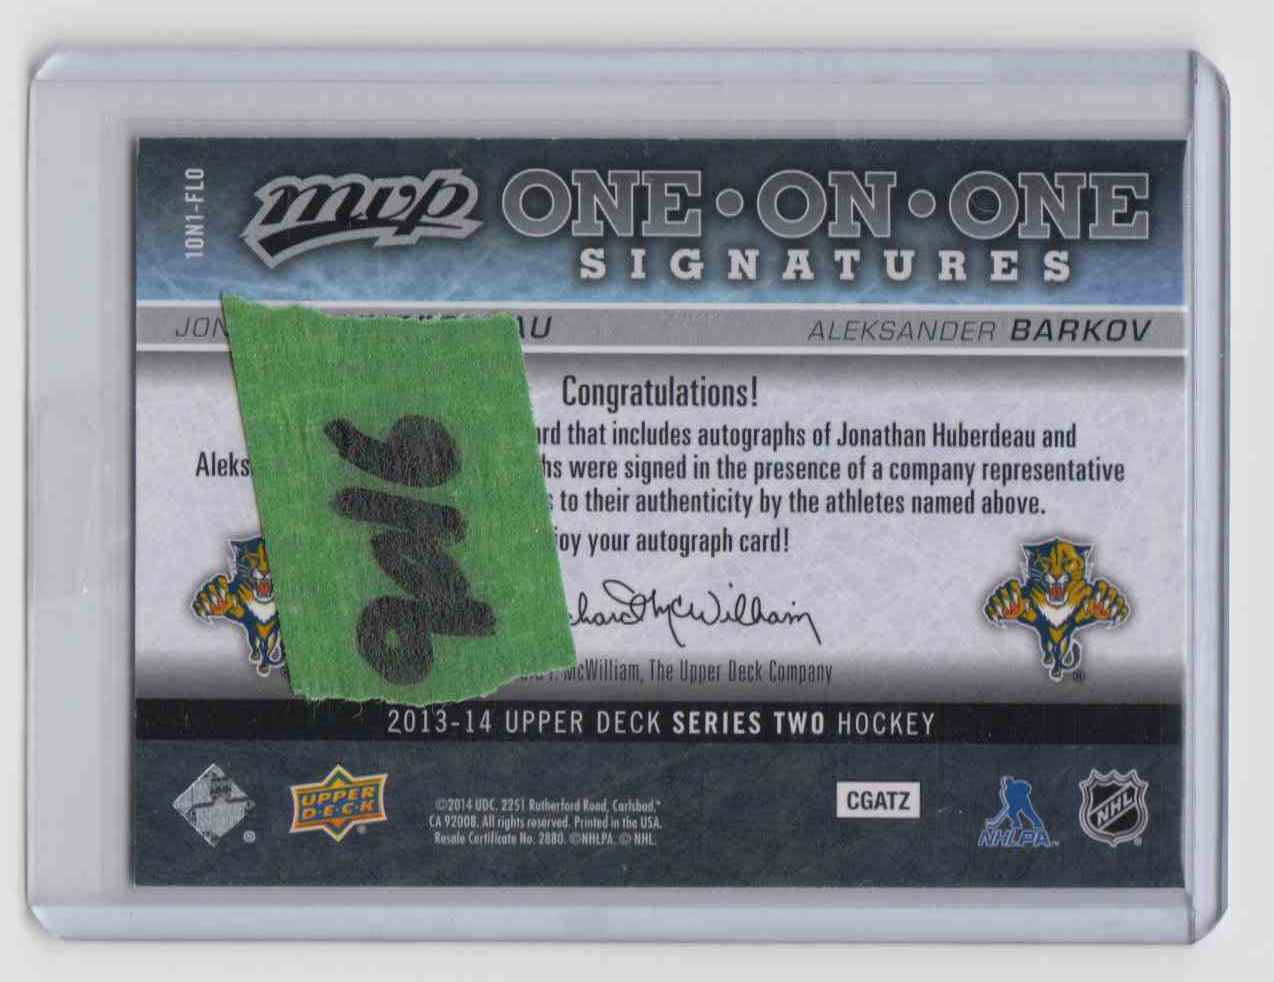 1ON1-FLO
mvp ONE•ON•ONE
SIGNATURES
JON AU ALEKSANDER BARKOV
Congratulations!
rd that includes autographs of Jonathan Huberdeau and
Aleks hs were signed in the presence of a company representative
s to their authenticity by the athletes named above.
oy your autograph card!
chard McWilliam
McWilliam, The Upper Deck Company
2013-14 UPPER DECK SERIES TWO HOCKEY
UPPER
D•E•C•K
©2014 UDC. 2251 Rutherford Road, Carlsbad,
CA 92008. All rights reserved. Printed in the USA.
Resale Certificate No. 2880. ©NHLPA. © NHL.
CGATZ
NHLPA
NHL